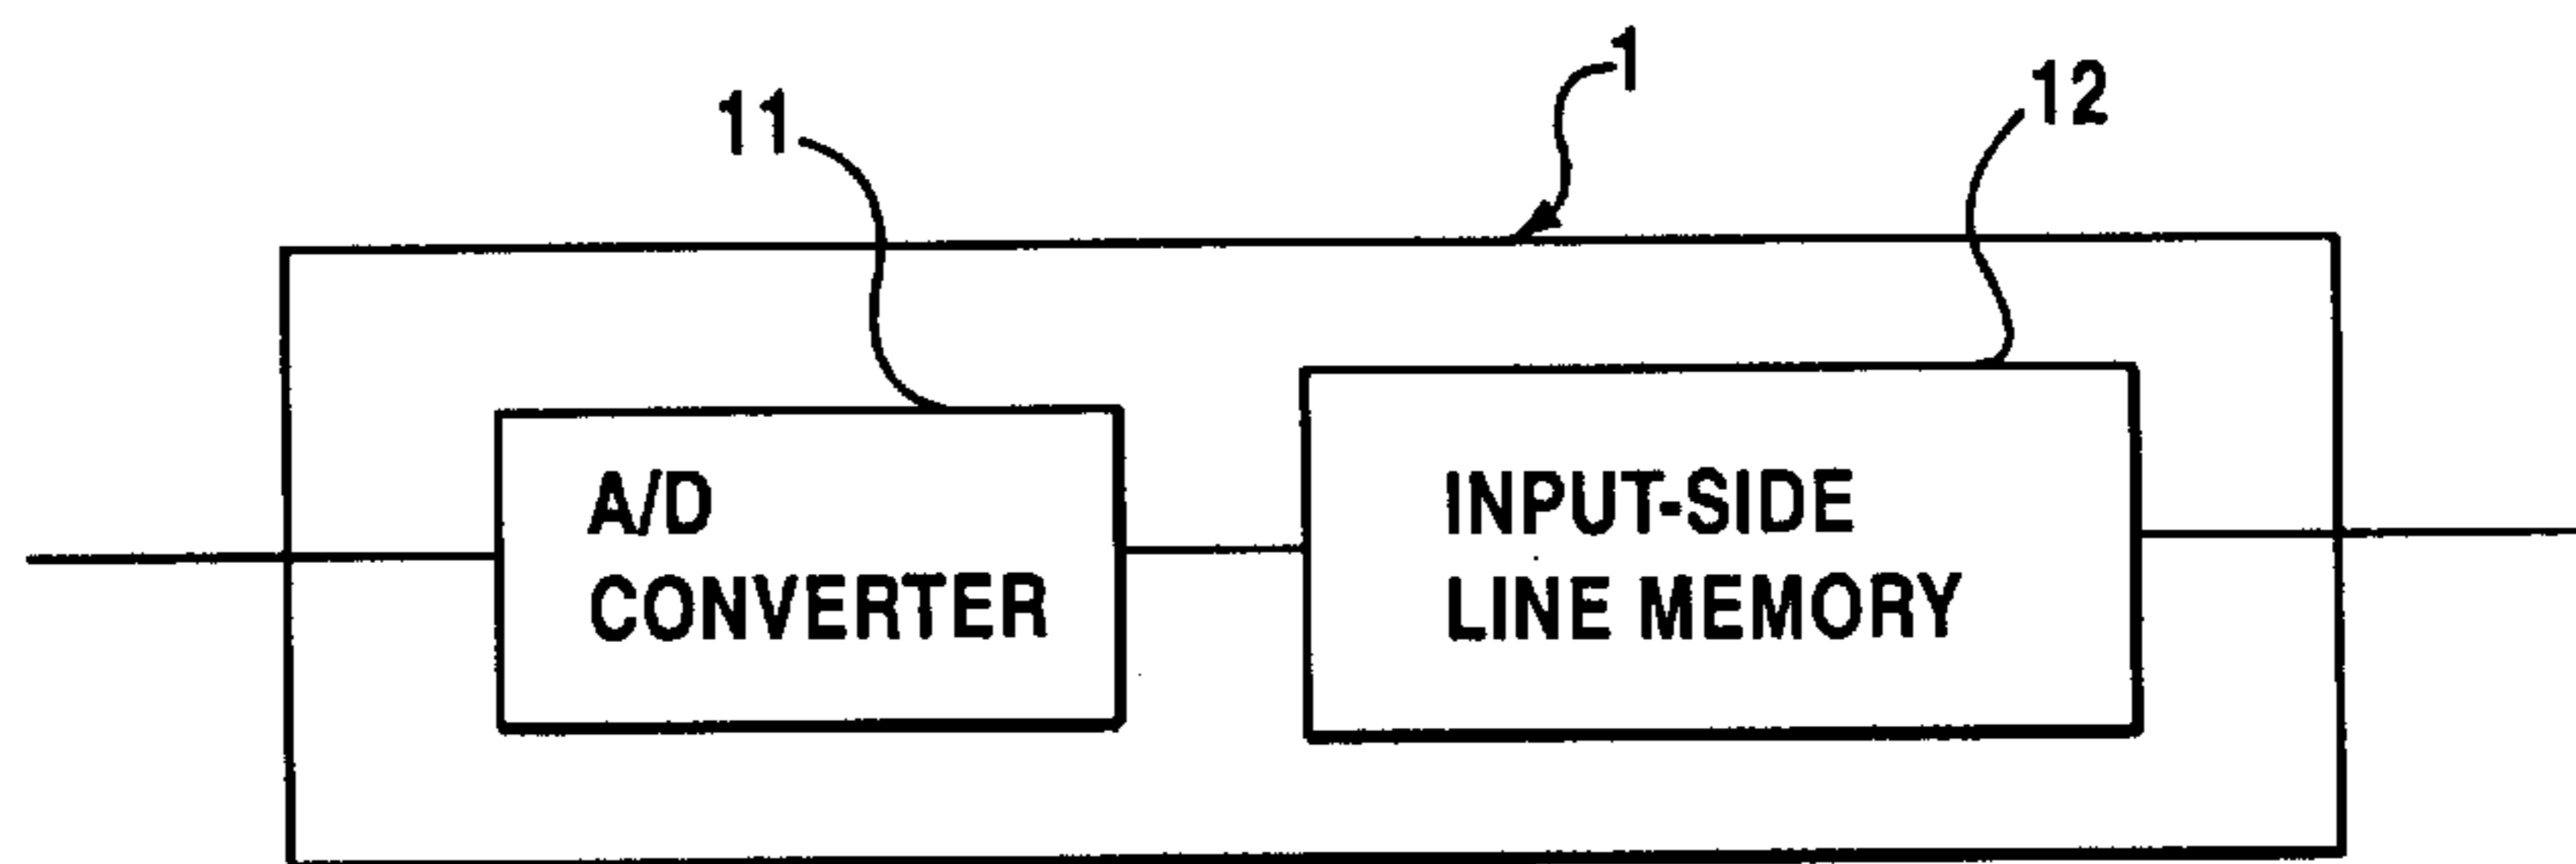 1
11
12
A/D
CONVERTER
INPUT-SIDE
LINE MEMORY